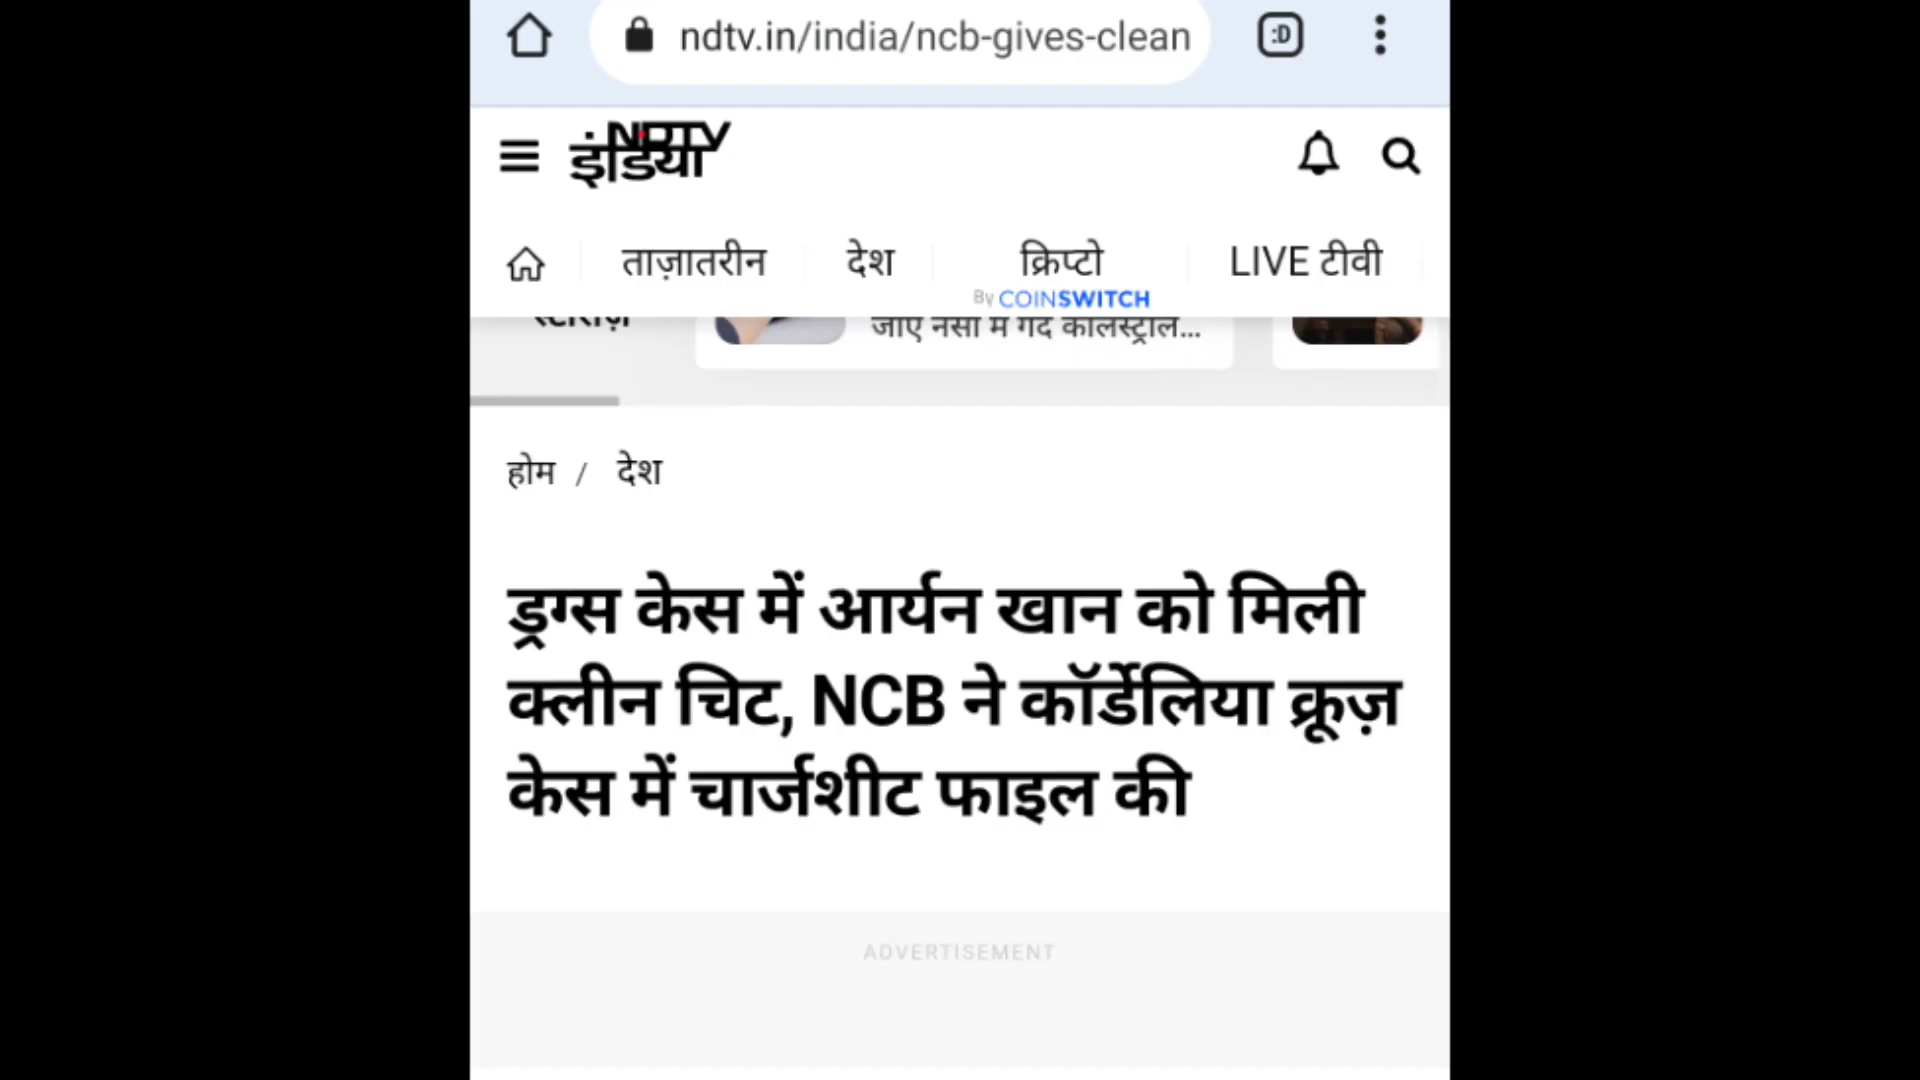 ndtv.in/india/ncb-gives-clean
:D
NDTV
इंडिया
ताज़ातरीन
देश
क्रिप्टो
LIVE टीवी
By COINSWITCH
होम / देश
ड्रग्स केस में आर्यन खान को मिली
क्लीन चिट, NCB ने कॉर्डेलिया क्रूज़
केस में चार्जशीट फाइल की
ADVERTISEMENT